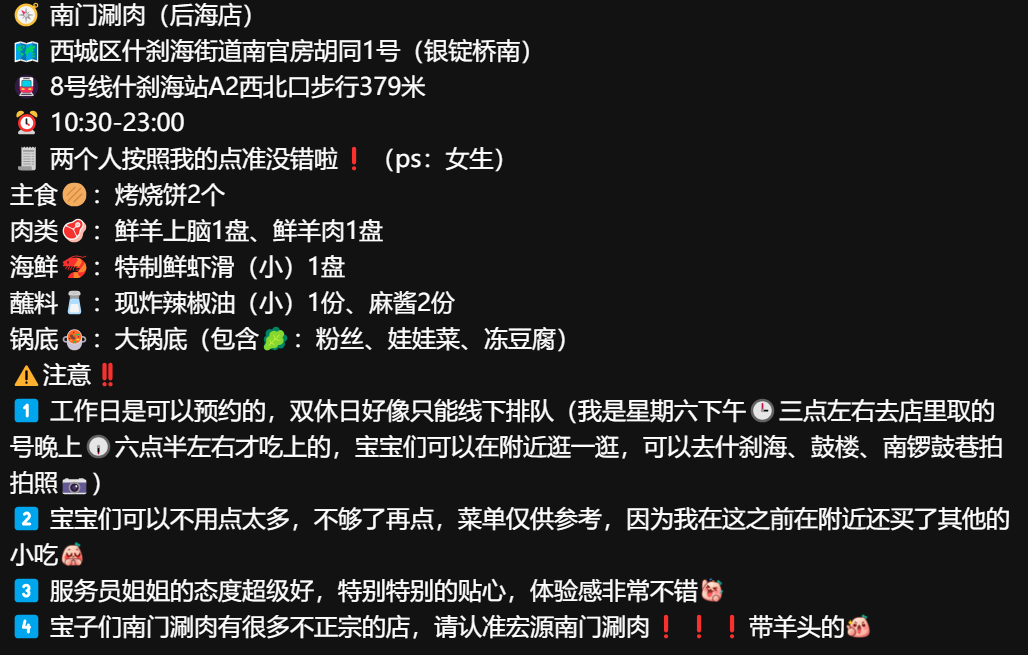 🧭 南门涮肉（后海店）
🗺️ 西城区什刹海街道南官房胡同1号（银锭桥南）
🚇 8号线什刹海站A2西北口步行379米
⏰ 10:30-23:00
🧾 两个人按照我的点准没错啦❗（ps：女生）
主食🫓：烤烧饼2个
肉类🥩：鲜羊上脑1盘、鲜羊肉1盘
海鲜🦐：特制鲜虾滑（小）1盘
蘸料🧂：现炸辣椒油（小）1份、麻酱2份
锅底🍲：大锅底（包含🥬：粉丝、娃娃菜、冻豆腐）
⚠️注意‼️
1️⃣ 工作日是可以预约的，双休日好像只能线下排队（我是星期六下午🕒三点左右去店里取的
号晚上🕡六点半左右才吃上的，宝宝们可以在附近逛一逛，可以去什刹海、鼓楼、南锣鼓巷拍
拍照📷）
2️⃣ 宝宝们可以不用点太多，不够了再点，菜单仅供参考，因为我在这之前在附近还买了其他的
小吃
3️⃣ 服务员姐姐的态度超级好，特别特别的贴心，体验感非常不错
4️⃣ 宝子们南门涮肉有很多不正宗的店，请认准宏源南门涮肉❗❗❗带羊头的